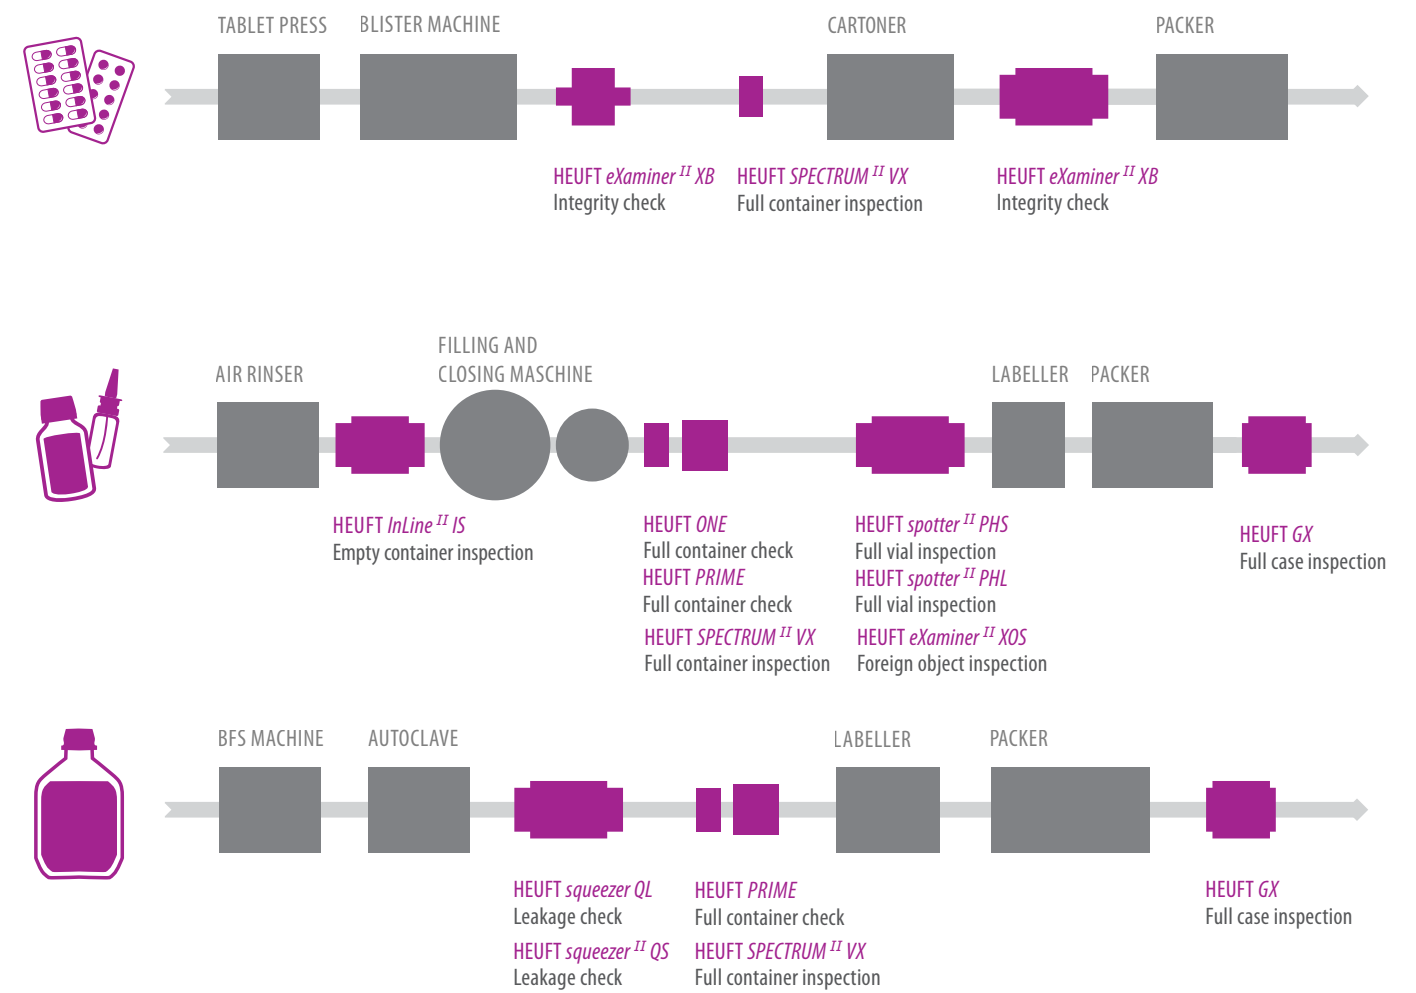 TABLET PRESS
BLISTER MACHINE
CARTONER
PACKER
HEUFT eXaminer II XB
Integrity check
HEUFT SPECTRUM II VX
Full container inspection
HEUFT eXaminer II XB
Integrity check
AIR RINSER
FILLING AND
CLOSING MASCHINE
LABELLER
PACKER
HEUFT InLine II IS
Empty container inspection
HEUFT ONE
Full container check
HEUFT PRIME
Full container check
HEUFT SPECTRUM II VX
Full container inspection
HEUFT spotter II PHS
Full vial inspection
HEUFT spotter II PHL
Full vial inspection
HEUFT eXaminer II XOS
Foreign object inspection
HEUFT GX
Full case inspection
BFS MACHINE
AUTOCLAVE
LABELLER
PACKER
HEUFT squeezer QL
Leakage check
HEUFT squeezer II QS
Leakage check
HEUFT PRIME
Full container check
HEUFT SPECTRUM II VX
Full container inspection
HEUFT GX
Full case inspection